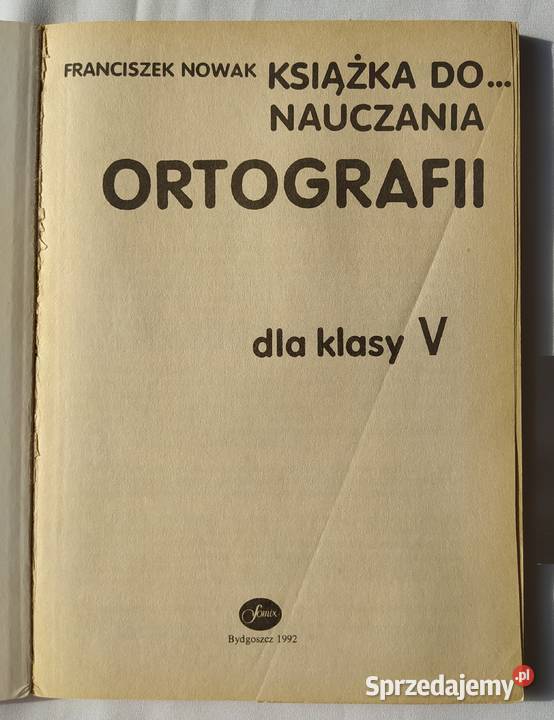 FRANCISZEK NOWAK KSIĄŻKA DO...
NAUCZANIA
ORTOGRAFII
dla klasy V
Somix
Bydgoszcz 1992
Sprzedajemy.pl